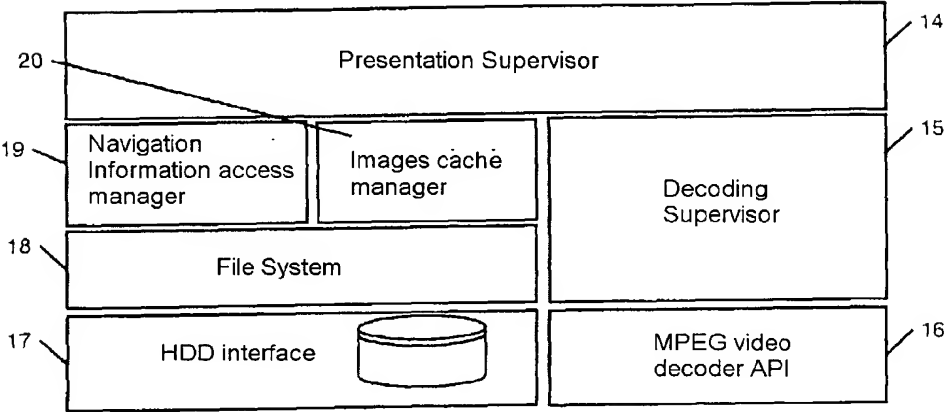 14
20
Presentation Supervisor
19
Navigation
Information access
manager
Images cache
manager
15
Decoding
Supervisor
18
File System
17
HDD interface
16
MPEG video
decoder API